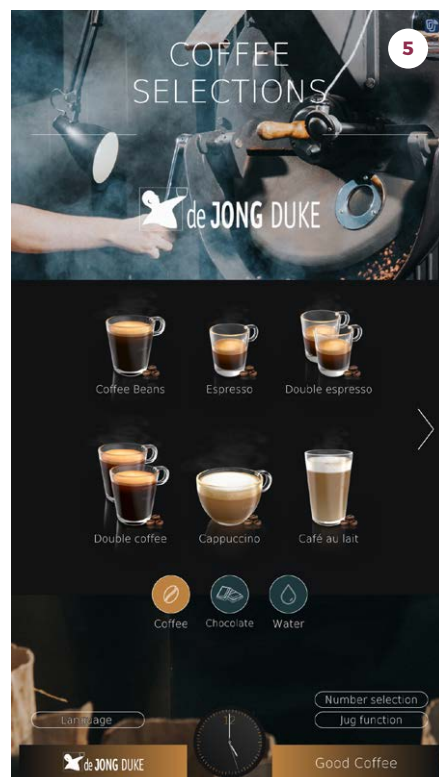 5
COFFEE
SELECTIONS
de JONG DUKE
Coffee Beans Espresso Double espresso
Double coffee Cappuccino Café au lait
Coffee Chocolate Water
Number selection
Language 12 Jug function
de JONG DUKE Good Coffee